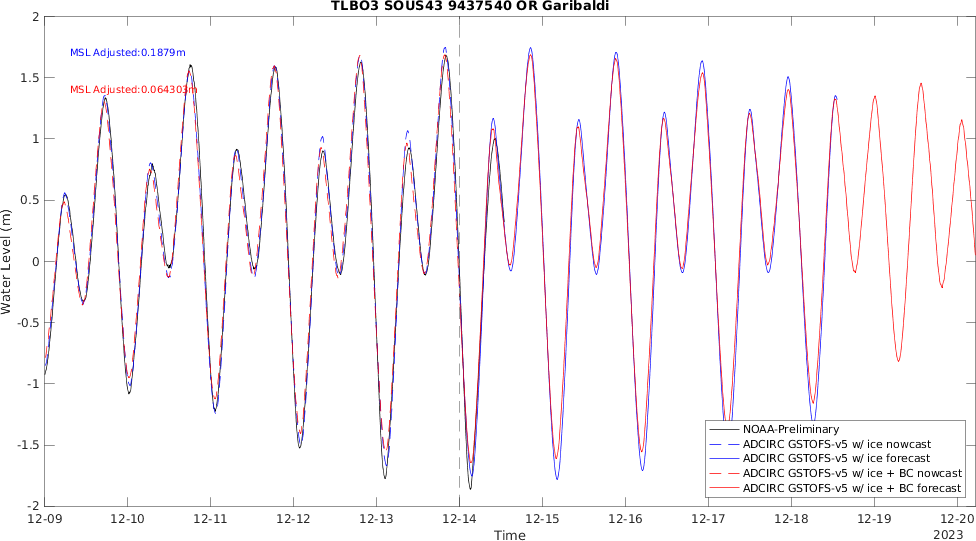 TLBO3 SOUS43 9437540 OR Garibaldi
MSL Adjusted:0.1879m
MSL Adjusted:0.064303m
Water Level (m)
2
1.5
1
0.5
0
-0.5
-1
-1.5
-2
NOAA-Preliminary
ADCIRC GSTOFS-v5 w/ ice nowcast
ADCIRC GSTOFS-v5 w/ ice forecast
ADCIRC GSTOFS-v5 w/ ice + BC nowcast
ADCIRC GSTOFS-v5 w/ ice + BC forecast
12-09 12-10 12-11 12-12 12-13 12-14 12-15 12-16 12-17 12-18 12-19 12-20
Time
2023